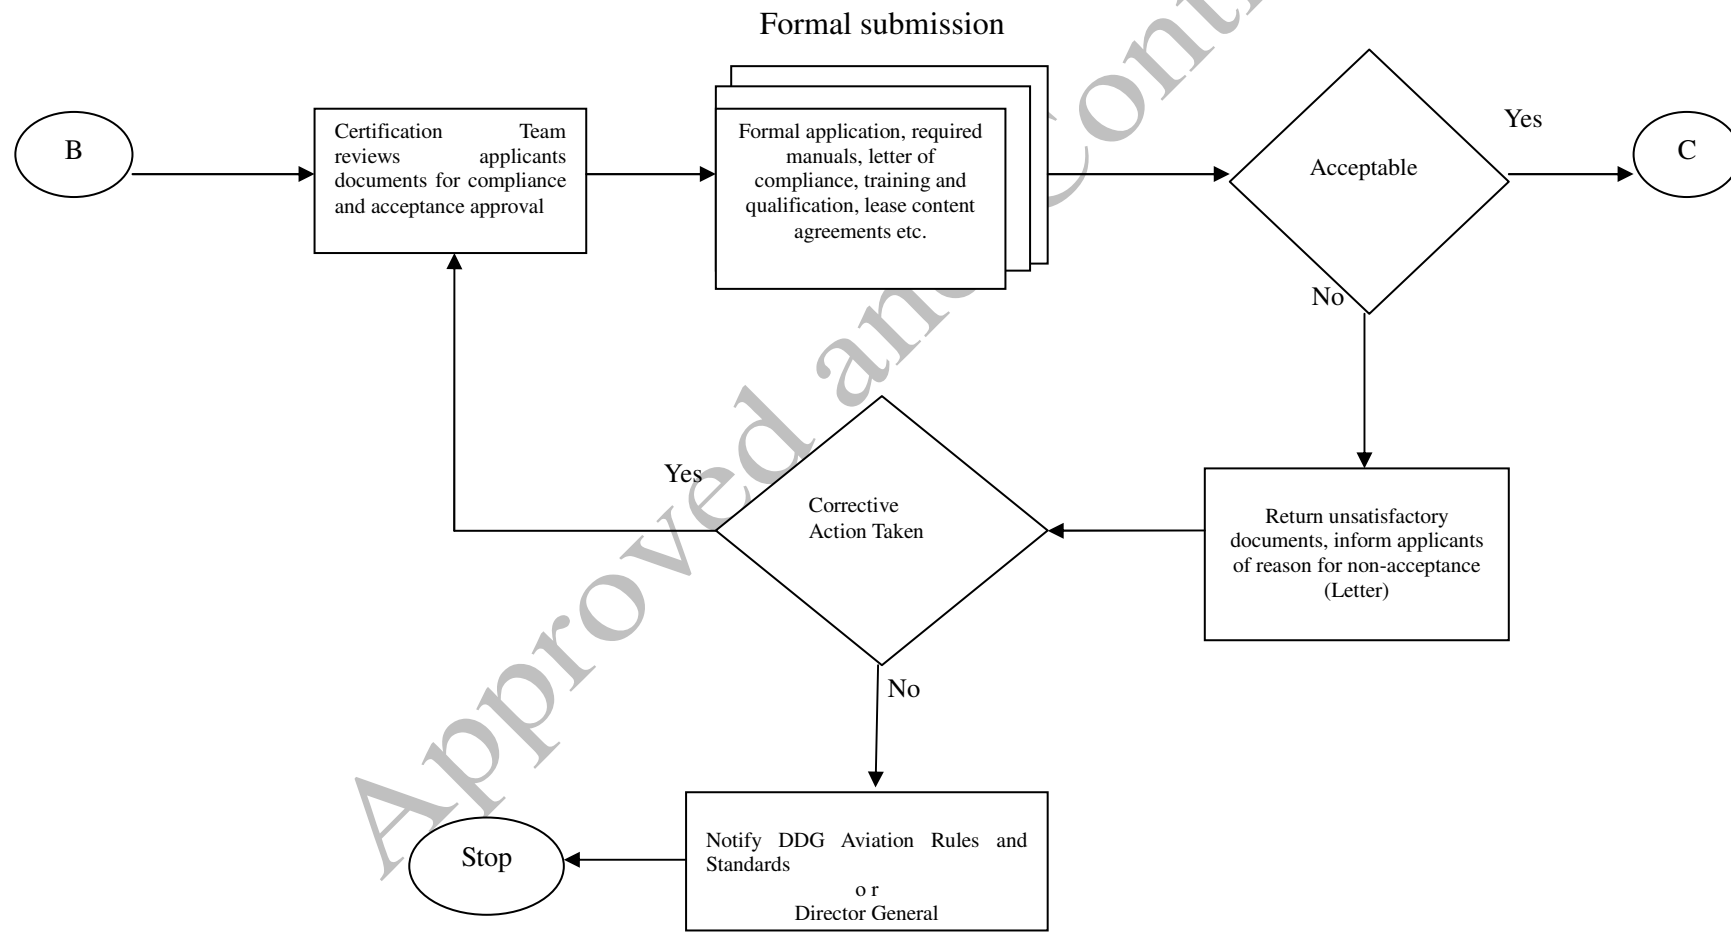 Formal submission
B
Certification Team
reviews applicants
documents for compliance
and acceptance approval
Formal application, required
manuals, letter of
compliance, training and
qualification, lease content
agreements etc.
Acceptable
Yes
C
No
Return unsatisfactory
documents, inform applicants
of reason for non-acceptance
(Letter)
Corrective
Action Taken
Yes
No
Notify DDG Aviation Rules and
Standards
o r
Director General
Stop
Approved and Cont